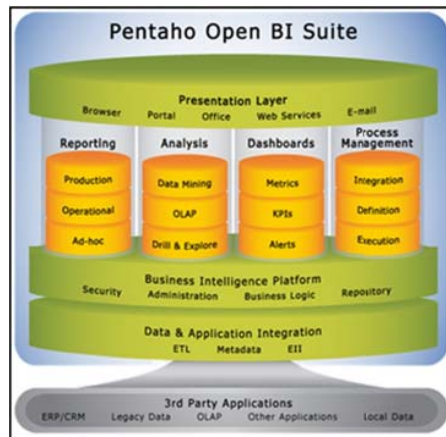 Pentaho Open BI Suite
Presentation Layer
Browser Portal Office Web Services E-mail
Reporting Analysis Dashboards Process Management
Production Data Mining Metrics Integration
Operational OLAP KPIs Definition
Ad-hoc Drill & Explore Alerts Execution
Business Intelligence Platform
Security Administration Business Logic Repository
Data & Application Integration
ETL Metadata EII
3rd Party Applications
ERP/CRM Legacy Data OLAP Other Applications Local Data